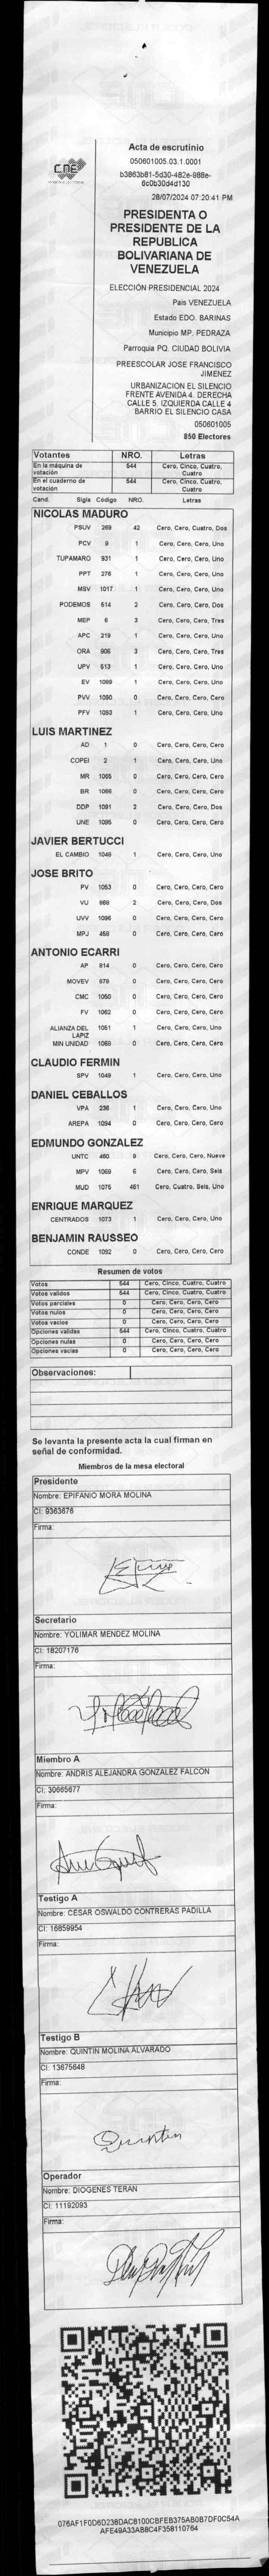 CNE
Acta de escrutinio
050601005.03.1.0001
b3863b81-5d30-482e-988e-
6c0b30d4d130
28/07/2024 07:20:41 PM
PRESIDENTA O
PRESIDENTE DE LA
REPUBLICA
BOLIVARIANA DE
VENEZUELA
ELECCIÓN PRESIDENCIAL 2024
Pais VENEZUELA
Estado EDO. BARINAS
Municipio MP. PEDRAZA
Parroquia PQ. CIUDAD BOLIVIA
PREESCOLAR JOSE FRANCISCO
JIMENEZ
URBANIZACION EL SILENCIO
FRENTE AVENIDA 4. DERECHA
CALLE 5. IZQUIERDA CALLE 4
BARRIO EL SILENCIO CASA
050601005
850 Electores
Votantes NRO. Letras
En la máquina de votación 544 Cero, Cinco, Cuatro, Cuatro
En el cuaderno de votación 544 Cero, Cinco, Cuatro, Cuatro
Cand. Sigla Código NRO. Letras
NICOLAS MADURO
PSUV 269 42 Cero, Cero, Cuatro, Dos
PCV 9 1 Cero, Cero, Cero, Uno
TUPAMARO 931 1 Cero, Cero, Cero, Uno
PPT 276 1 Cero, Cero, Cero, Uno
MSV 1017 1 Cero, Cero, Cero, Uno
PODEMOS 514 2 Cero, Cero, Cero, Dos
MEP 6 3 Cero, Cero, Cero, Tres
APC 219 1 Cero, Cero, Cero, Uno
ORA 906 3 Cero, Cero, Cero, Tres
UPV 513 1 Cero, Cero, Cero, Uno
EV 1089 1 Cero, Cero, Cero, Uno
PVV 1090 0 Cero, Cero, Cero, Cero
PFV 1083 1 Cero, Cero, Cero, Uno
LUIS MARTINEZ
AD 1 0 Cero, Cero, Cero, Cero
COPEI 2 1 Cero, Cero, Cero, Uno
MR 1065 0 Cero, Cero, Cero, Cero
BR 1066 0 Cero, Cero, Cero, Cero
DDP 1091 2 Cero, Cero, Cero, Dos
UNE 1095 0 Cero, Cero, Cero, Cero
JAVIER BERTUCCI
EL CAMBIO 1048 1 Cero, Cero, Cero, Uno
JOSE BRITO
PV 1053 0 Cero, Cero, Cero, Cero
VU 868 2 Cero, Cero, Cero, Dos
UVV 1096 0 Cero, Cero, Cero, Cero
MPJ 458 0 Cero, Cero, Cero, Cero
ANTONIO ECARRI
AP 814 0 Cero, Cero, Cero, Cero
MOVEV 878 0 Cero, Cero, Cero, Cero
CMC 1050 0 Cero, Cero, Cero, Cero
FV 1062 0 Cero, Cero, Cero, Cero
ALIANZA DEL LAPIZ 1051 1 Cero, Cero, Cero, Uno
MIN UNIDAD 1069 0 Cero, Cero, Cero, Cero
CLAUDIO FERMIN
SPV 1049 1 Cero, Cero, Cero, Uno
DANIEL CEBALLOS
VPA 236 1 Cero, Cero, Cero, Uno
AREPA 1094 0 Cero, Cero, Cero, Cero
EDMUNDO GONZALEZ
UNTC 460 9 Cero, Cero, Cero, Nueve
MPV 1069 6 Cero, Cero, Cero, Seis
MUD 1075 461 Cero, Cuatro, Seis, Uno
ENRIQUE MARQUEZ
CENTRADOS 1073 1 Cero, Cero, Cero, Uno
BENJAMIN RAUSSEO
CONDE 1092 0 Cero, Cero, Cero, Cero
Resumen de votos
Votos 544 Cero, Cinco, Cuatro, Cuatro
Votos validos 544 Cero, Cinco, Cuatro, Cuatro
Votos parciales 0 Cero, Cero, Cero, Cero
Votos nulos 0 Cero, Cero, Cero, Cero
Votos vacios 0 Cero, Cero, Cero, Cero
Opciones validas 544 Cero, Cinco, Cuatro, Cuatro
Opciones nulas 0 Cero, Cero, Cero, Cero
Opciones vacias 0 Cero, Cero, Cero, Cero
Observaciones:
Se levanta la presente acta la cual firman en
señal de conformidad.
Miembros de la mesa electoral
Presidente
Nombre: EPIFANIO MORA MOLINA
CI: 9363676
Firma:
Secretario
Nombre: YOLIMAR MENDEZ MOLINA
CI: 18207176
Firma:
Miembro A
Nombre: ANDRIS ALEJANDRA GONZALEZ FALCON
CI: 30665677
Firma:
Testigo A
Nombre: CESAR OSWALDO CONTRERAS PADILLA
CI: 16859954
Firma:
Testigo B
Nombre: QUINTIN MOLINA ALVARADO
CI: 13675648
Firma:
Quintin
Operador
Nombre: DIOGENES TERAN
CI: 11192093
Firma:
076AF1F0D6D238DAC8100CBFEB375AB0B7DF0C54A
AFE49A33AB8C4F358110764